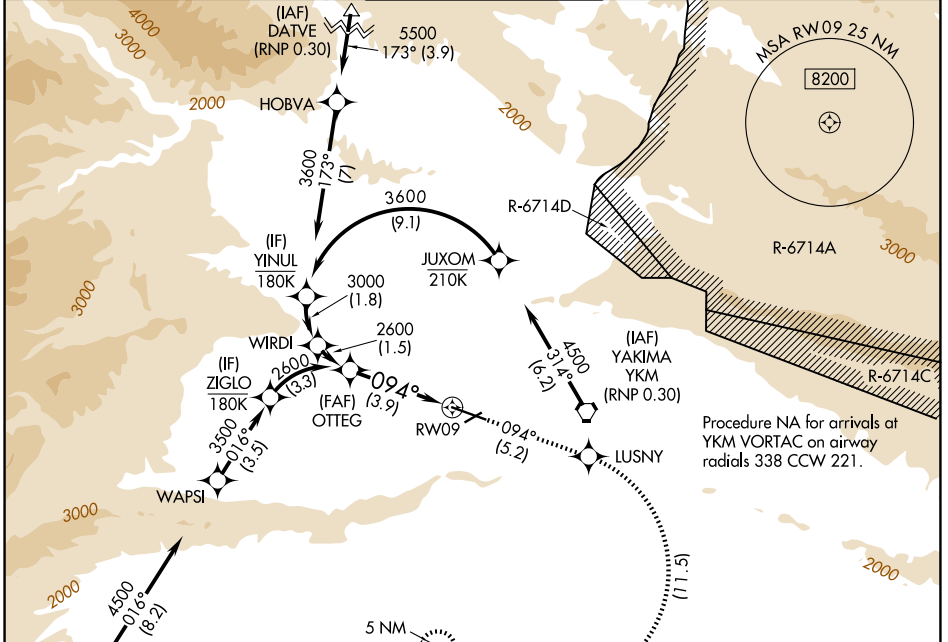 (IAF)
DATVE
(RNP 0.30)
5500
173° (3.9)
4000
3000
2000
HOBVA
2000
MSA RW09 25 NM
8200
3600
173°
(7)
3600
(9.1)
R-6714D
R-6714A
3000
(IF)
YINUL
180K
JUXOM
210K
3000
3000
(1.8)
WIRDI
2600
(1.5)
(IF)
ZIGLO
180K
2600
(3.3)
(FAF)
OTTEG
094°
(3.9)
4500
314°
(6.2)
(IAF)
YAKIMA
YKM
(RNP 0.30)
R-6714C
RW09
094°
(5.2)
LUSNY
Procedure NA for arrivals at
YKM VORTAC on airway
radials 338 CCW 221.
3500
016°
(3.5)
WAPSI
3000
2000
4500
016°
(8.2)
(11.5)
2000
5 NM